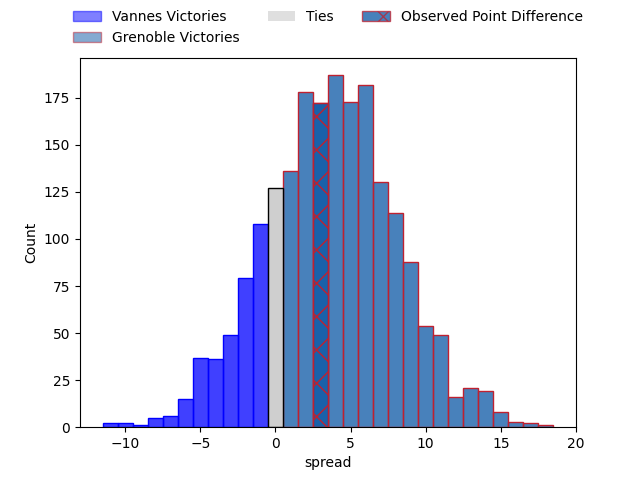 Vannes Victories
Grenoble Victories
Ties
Observed Point Difference
Count
175
150
125
100
75
50
25
0
−10
−5
0
5
10
15
20
spread